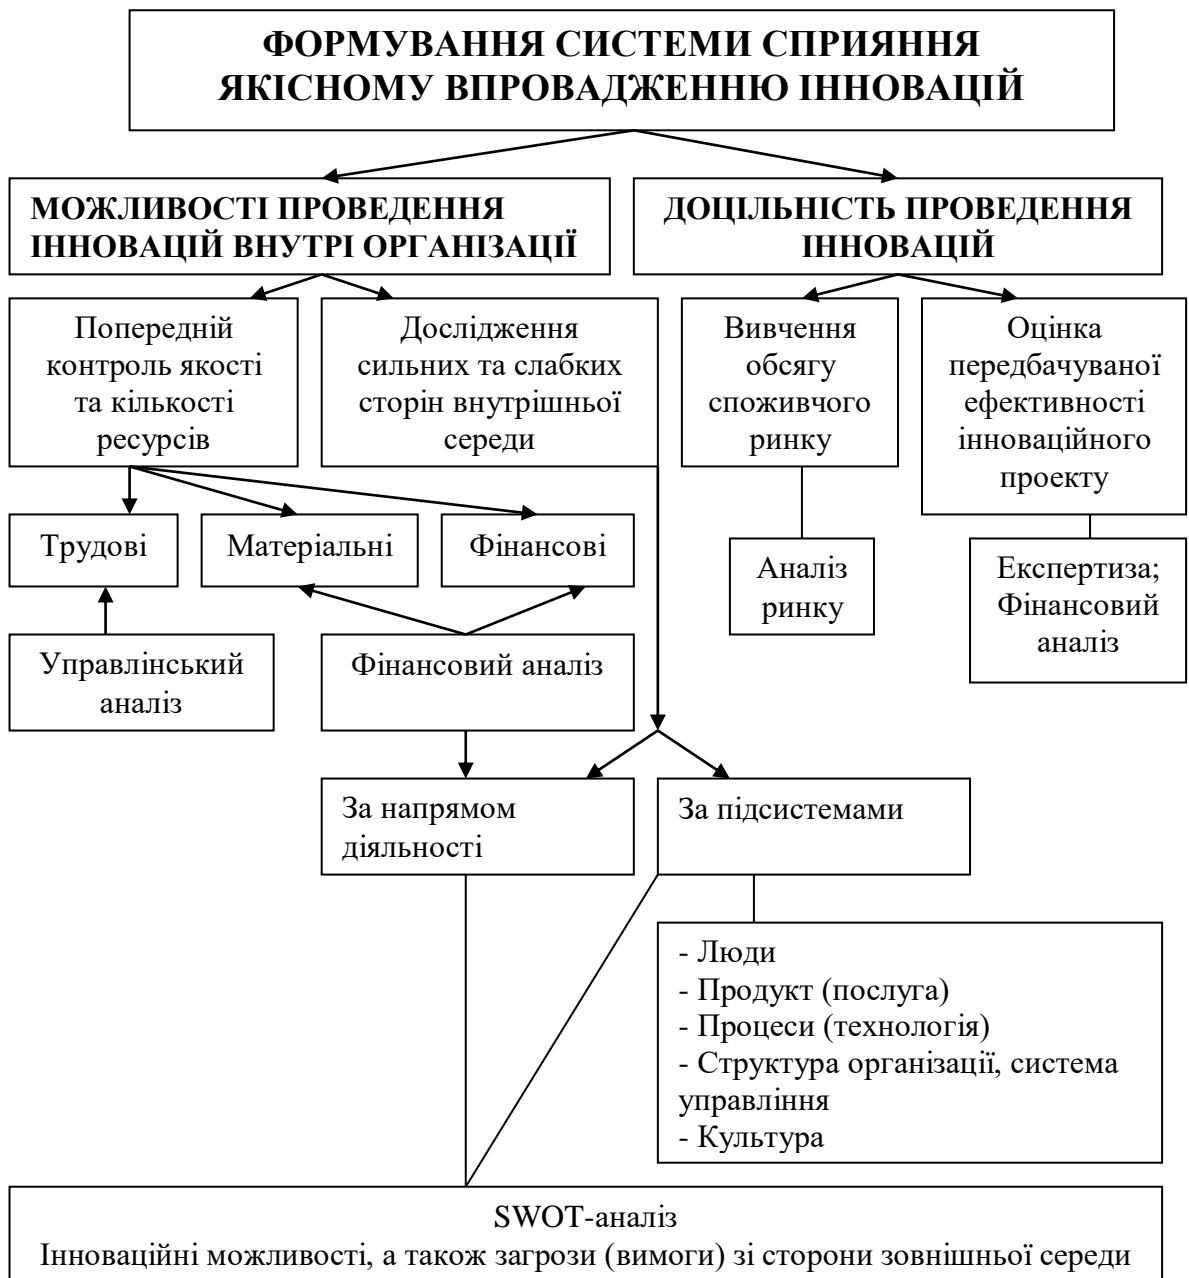 ФОРМУВАННЯ СИСТЕМИ СПРИЯННЯ
ЯКІСНОМУ ВПРОВАДЖЕННЮ ІННОВАЦІЙ
МОЖЛИВОСТІ ПРОВЕДЕННЯ
ІННОВАЦІЙ ВНУТРІ ОРГАНІЗАЦІЇ
ДОЦІЛЬНІСТЬ ПРОВЕДЕННЯ
ІННОВАЦІЙ
Попередній
контроль якості
та кількості
ресурсів
Дослідження
сильних та слабких
сторін внутрішньої
середи
Вивчення
обсягу
споживчого
ринку
Оцінка
передбачуваної
ефективності
інноваційного
проекту
Трудові
Матеріальні
Фінансові
Аналіз
ринку
Експертиза;
Фінансовий
аналіз
Управлінський
аналіз
Фінансовий аналіз
За напрямом
діяльності
За підсистемами
- Люди
- Продукт (послуга)
- Процеси (технологія)
- Структура організації, система
управління
- Культура
SWOT-аналіз
Інноваційні можливості, а також загрози (вимоги) зі сторони зовнішньої середи